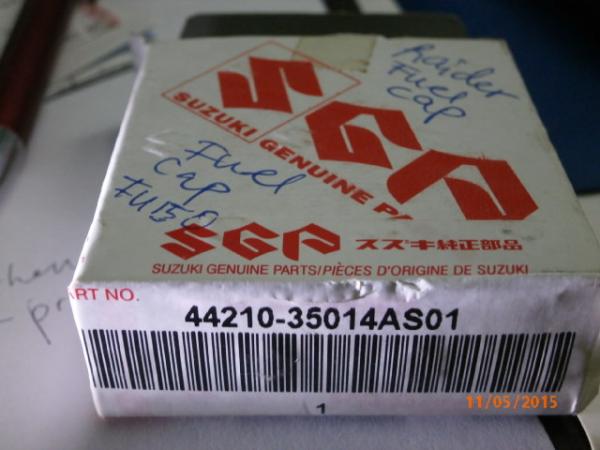 Raider
Fuel
Cap
SGP
SUZUKI GENUINE PA
Fuel
Cap
FU150
SGP スズキ純正部品
SUZUKI GENUINE PARTS/PIÈCES D'ORIGINE DE SUZUKI
ART NO.
44210-35014AS01
1
11/05/2015